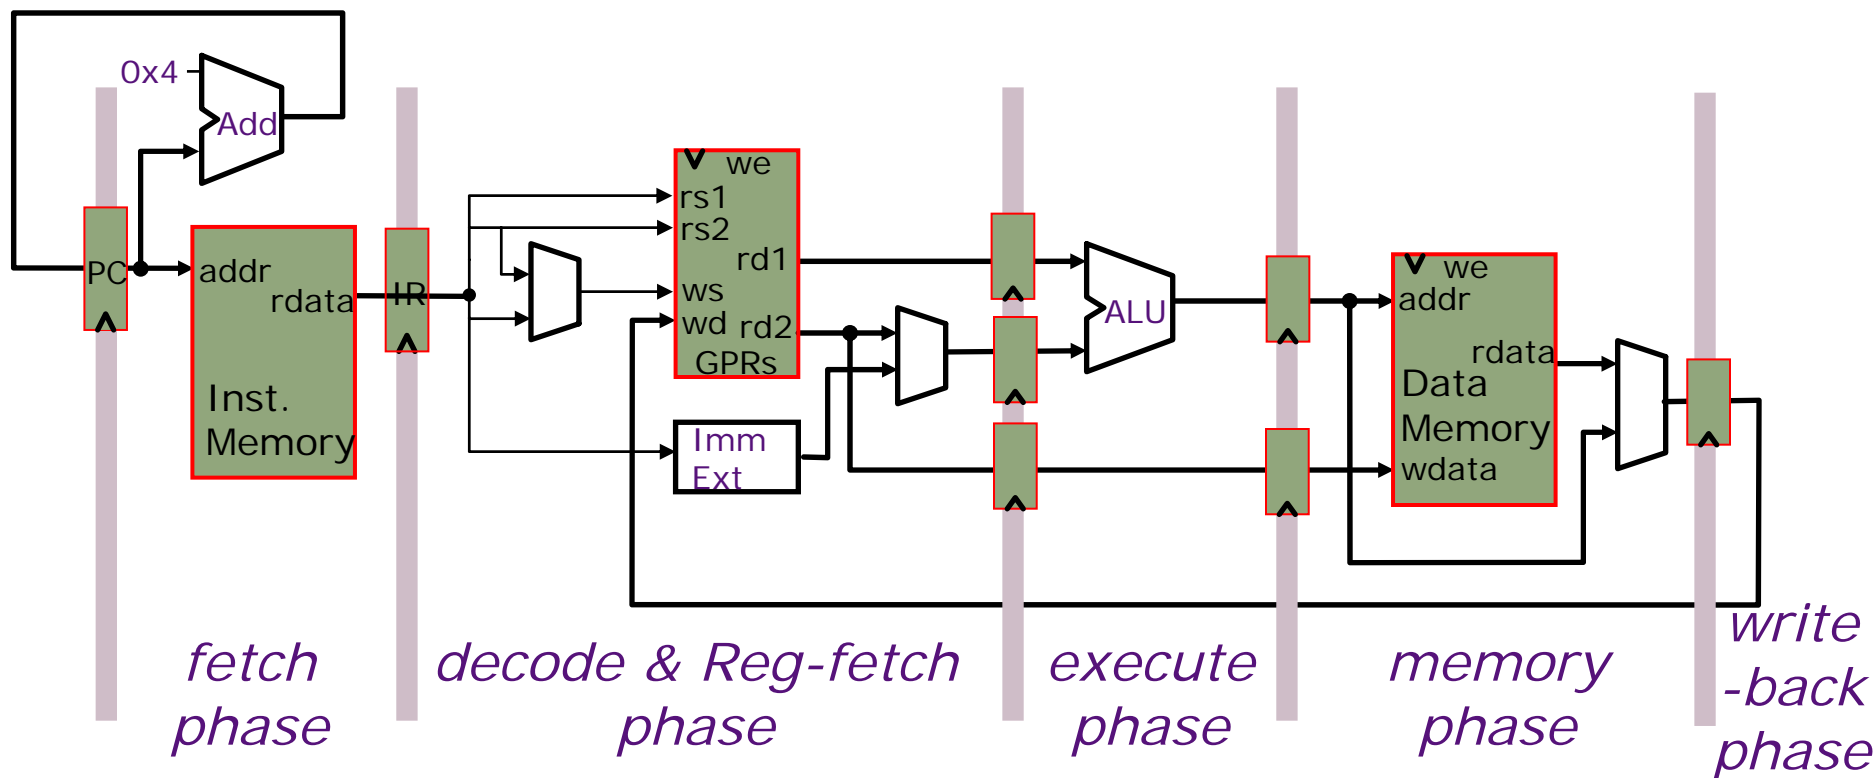 0x4
Add
PC
addr
rdata
Inst.
Memory
IR
we
rs1
rs2
rd1
ws
wd
rd2
GPRs
Imm
Ext
ALU
we
addr
rdata
Data
Memory
wdata
fetch
phase
decode & Reg-fetch
phase
execute
phase
memory
phase
write
-back
phase